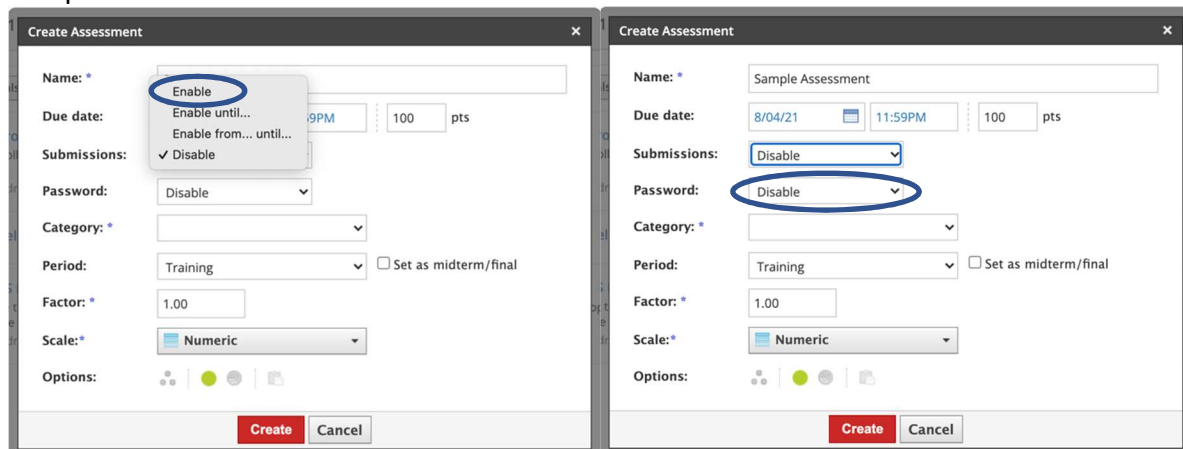 Create Assessment ×
Name: *
Enable
Due date: Enable until... 9PM 100 pts
Enable from... until...
Submissions: ✓ Disable
Password: Disable
Category: *
Period: Training Set as midterm/final
Factor: * 1.00
Scale:* Numeric
Options:
Create Cancel
Create Assessment ×
Name: * Sample Assessment
Due date: 8/04/21 11:59PM 100 pts
Submissions: Disable
Password: Disable
Category: *
Period: Training Set as midterm/final
Factor: * 1.00
Scale:* Numeric
Options:
Create Cancel